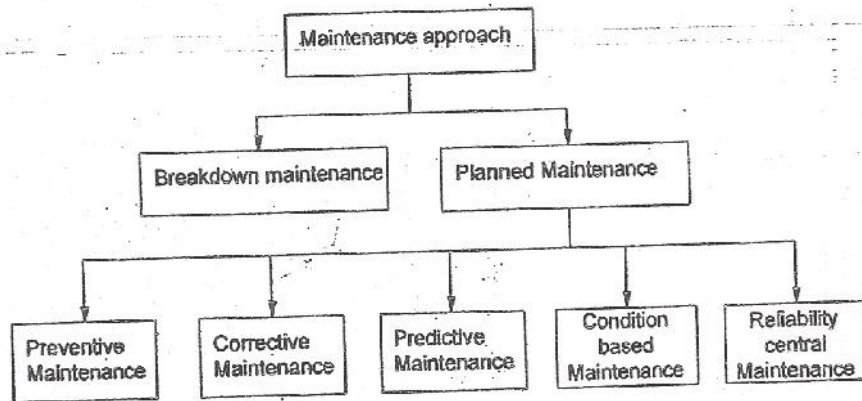 Maintenance approach
Breakdown maintenance
Planned Maintenance
Preventive
Maintenance
Corrective
Maintenance
Predictive
Maintenance
Condition
based
Maintenance
Reliability
central
Maintenance